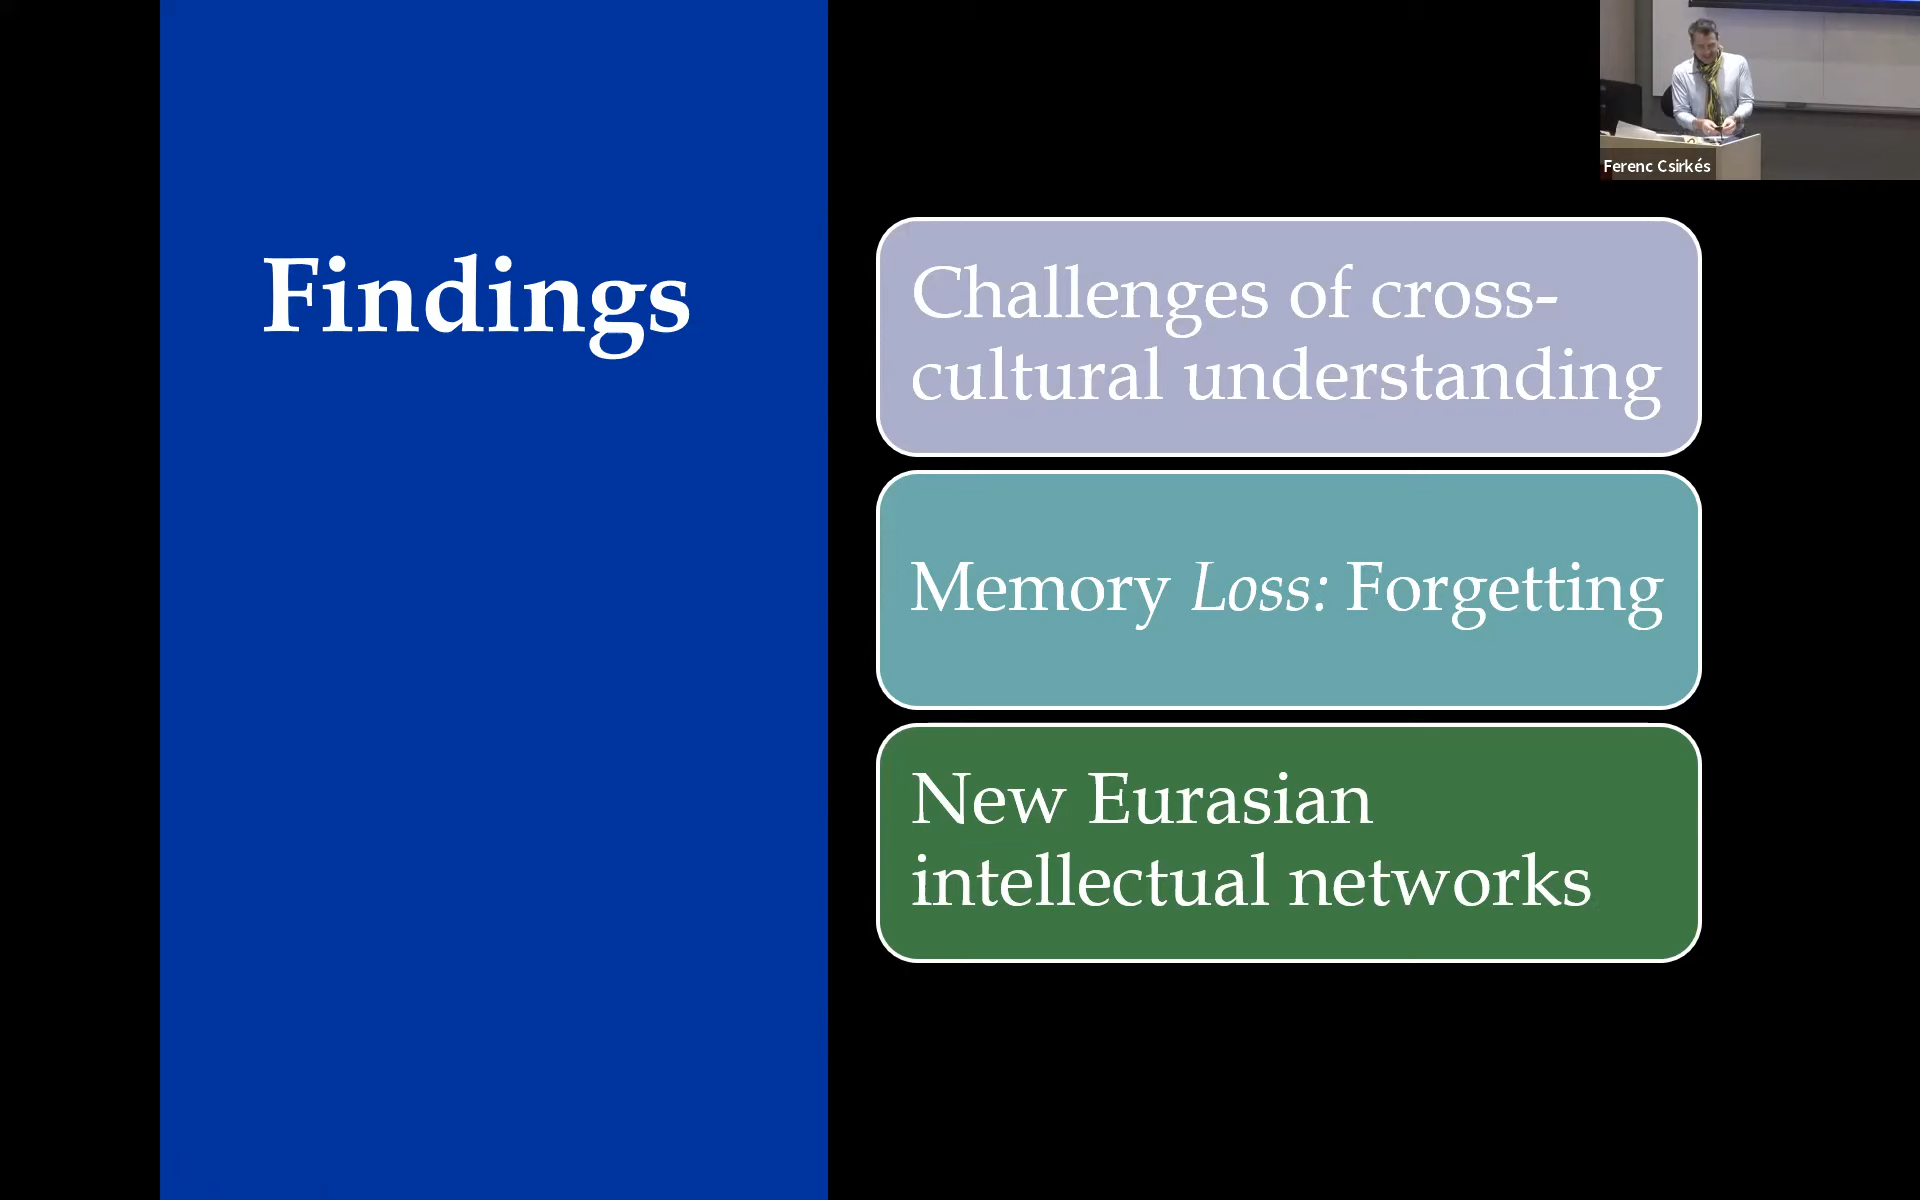 Findings
Challenges of cross-
cultural understanding
Memory Loss: Forgetting
New Eurasian
intellectual networks
Ferenc Csirkés